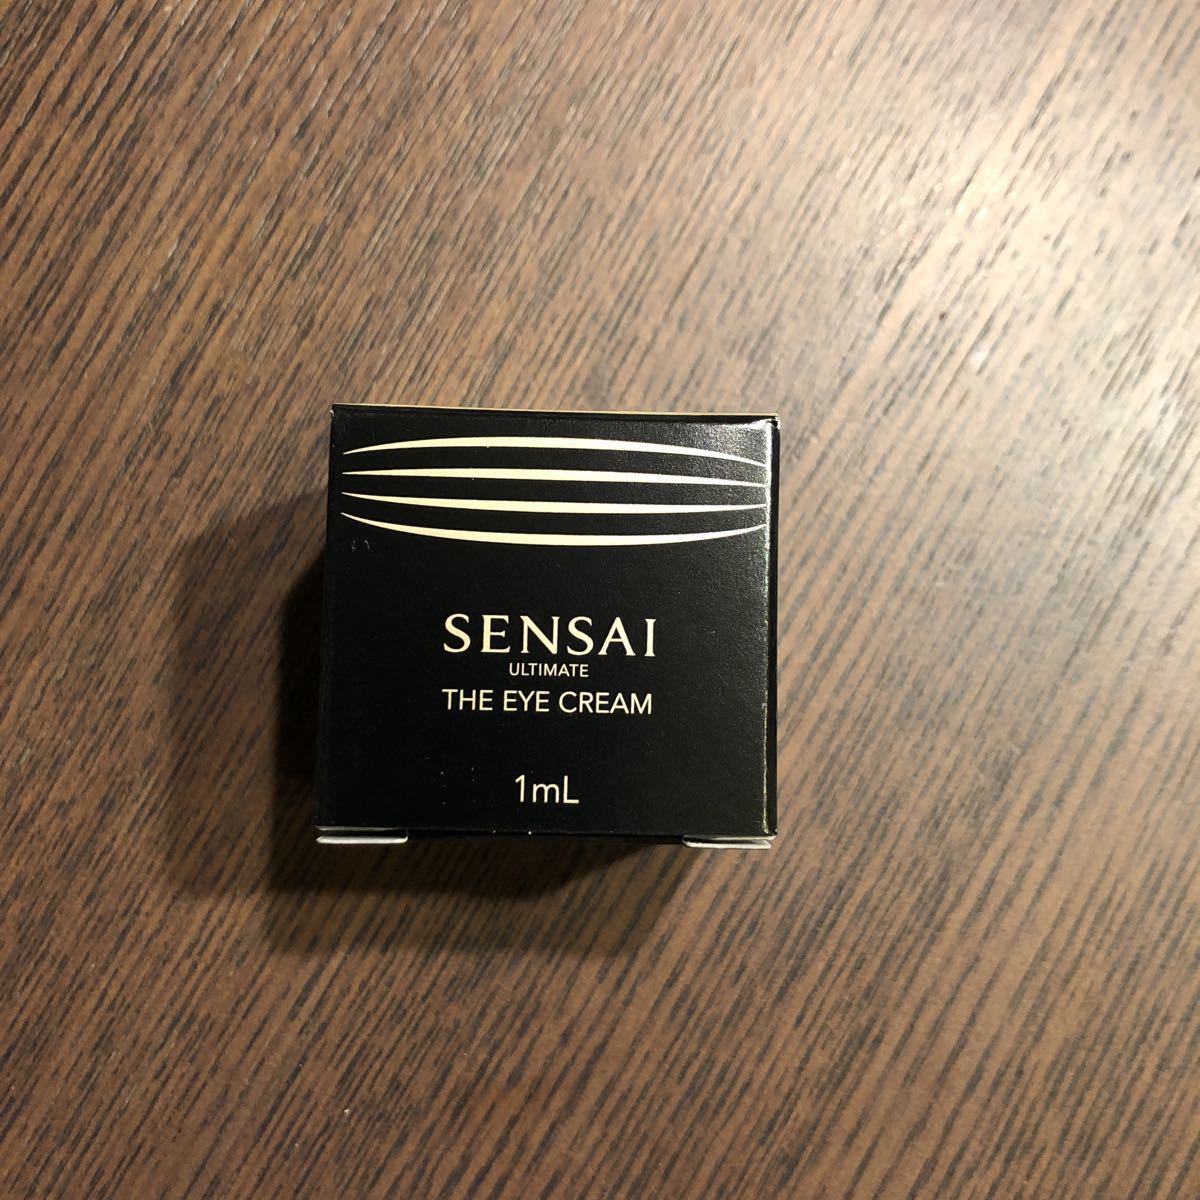 SENSAI
ULTIMATE
THE EYE CREAM
1mL